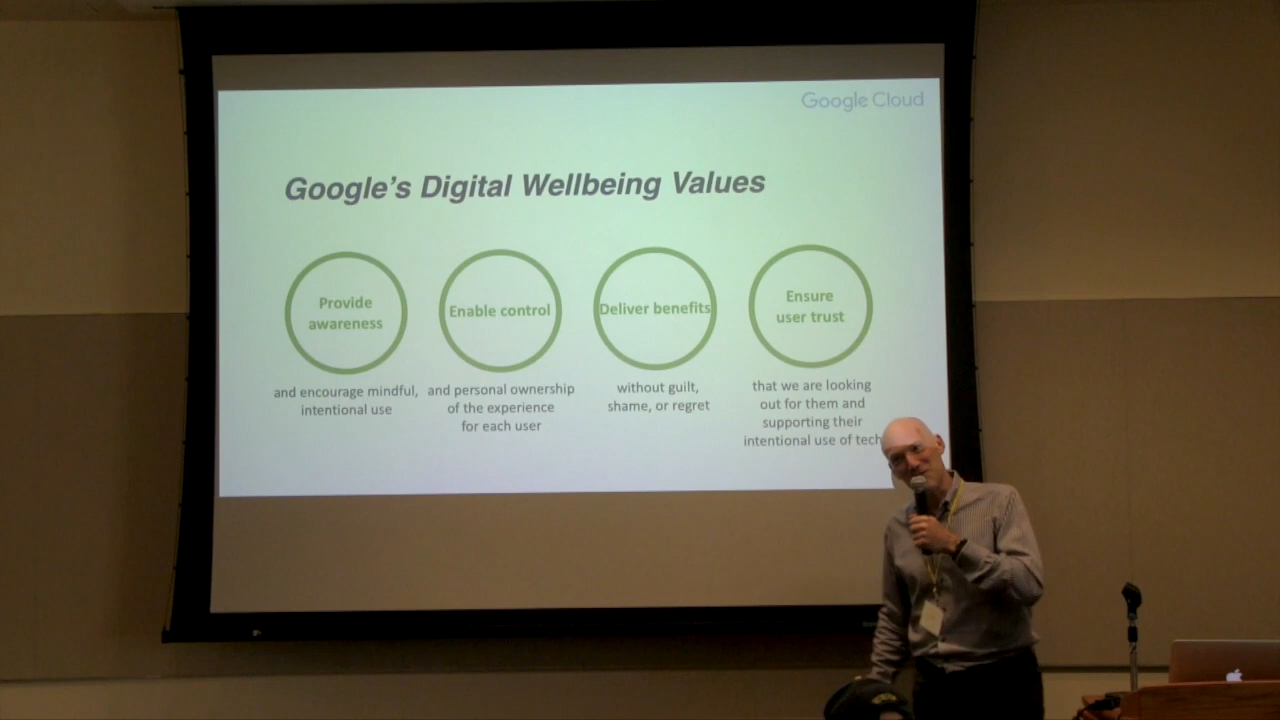 Google Cloud
Google's Digital Wellbeing Values
Provide
awareness
and encourage mindful,
intentional use
Enable control
and personal ownership
of the experience
for each user
Deliver benefits
without guilt,
shame, or regret
Ensure
user trust
that we are looking
out for them and
supporting their
intentional use of tech